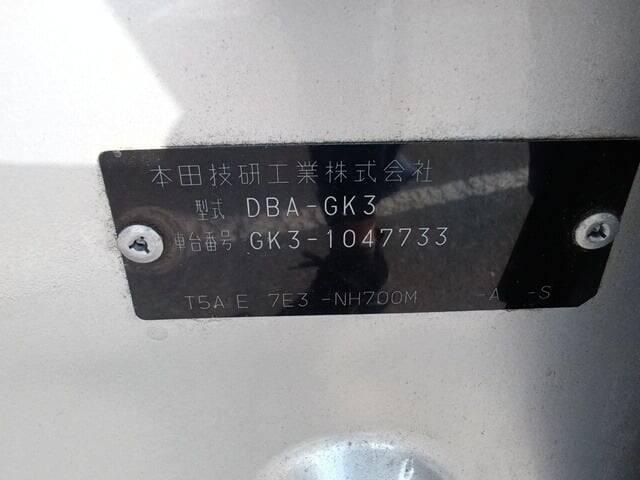 本田技研工業株式会社
型式 DBA-GK3
車台番号 GK3-1047733
T5A E 7E3 -NH700M -A -S